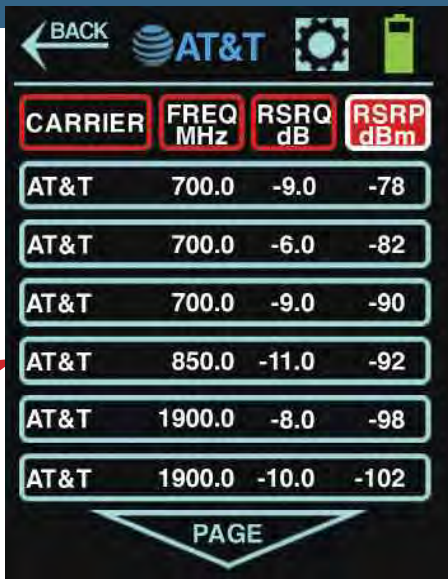 BACK AT&T
CARRIER FREQ MHz RSRQ dB RSRP dBm
AT&T 700.0 -9.0 -78
AT&T 700.0 -6.0 -82
AT&T 700.0 -9.0 -90
AT&T 850.0 -11.0 -92
AT&T 1900.0 -8.0 -98
AT&T 1900.0 -10.0 -102
PAGE